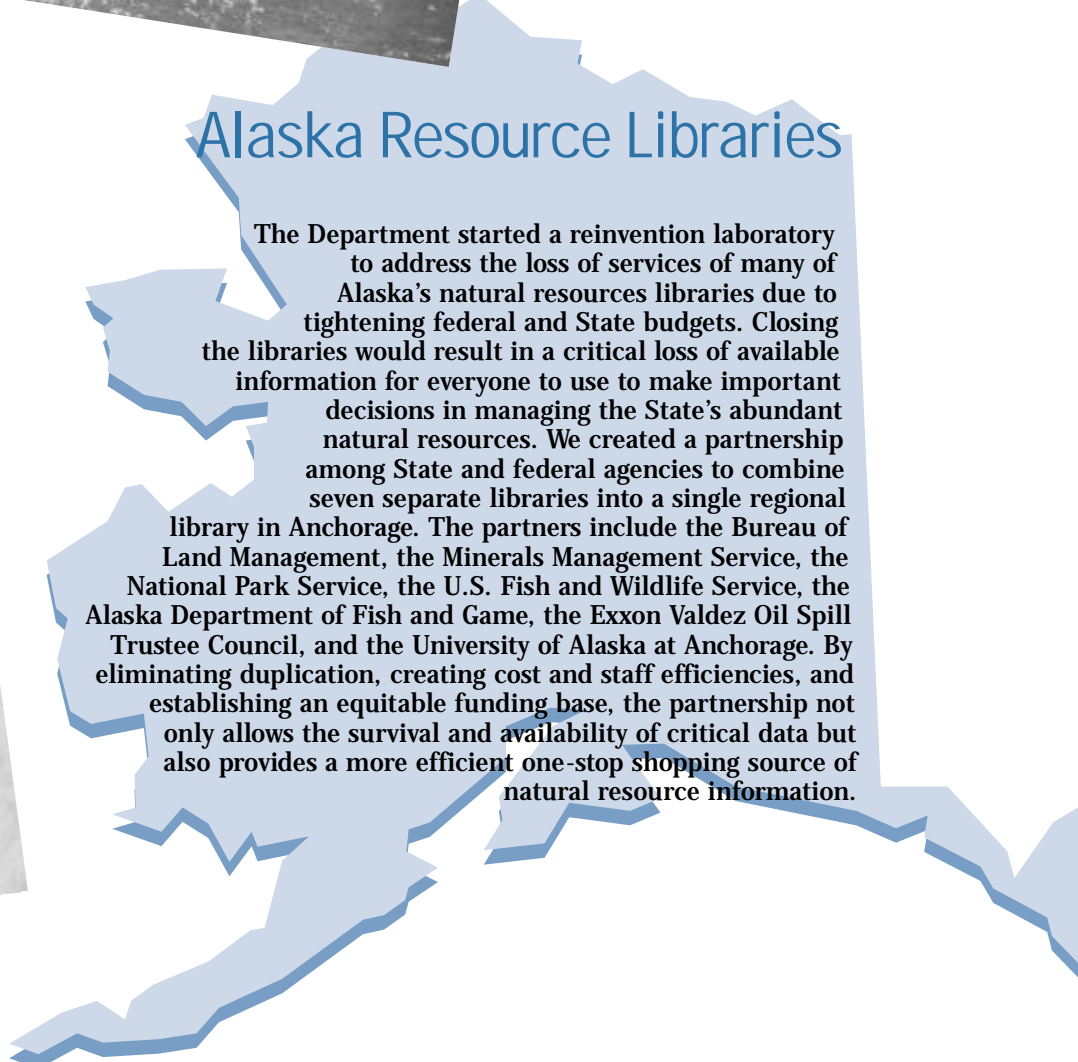 Alaska Resource Libraries
The Department started a reinvention laboratory
to address the loss of services of many of
Alaska's natural resources libraries due to
tightening federal and State budgets. Closing
the libraries would result in a critical loss of available
information for everyone to use to make important
decisions in managing the State's abundant
natural resources. We created a partnership
among State and federal agencies to combine
seven separate libraries into a single regional
library in Anchorage. The partners include the Bureau of
Land Management, the Minerals Management Service, the
National Park Service, the U.S. Fish and Wildlife Service, the
Alaska Department of Fish and Game, the Exxon Valdez Oil Spill
Trustee Council, and the University of Alaska at Anchorage. By
eliminating duplication, creating cost and staff efficiencies, and
establishing an equitable funding base, the partnership not
only allows the survival and availability of critical data but
also provides a more efficient one-stop shopping source of
natural resource information.